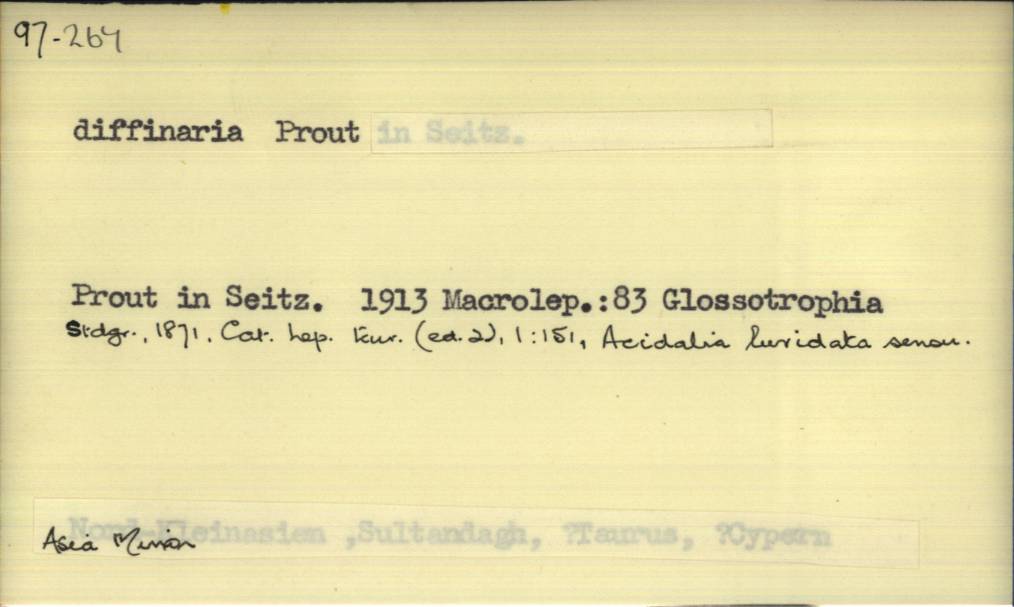 97-264
diffinaria Prout in Seitz.
Prout in Seitz. 1913 Macrolep.:83 Glossotrophia
Stdgr., 1871, Cat. Lep. Eur. (ed. 2), 1:151, Acidalia luridata sensu.
Nord-Kleinasien ,Sultandagh, ?Taurus, ?Cypern
Asia Minor